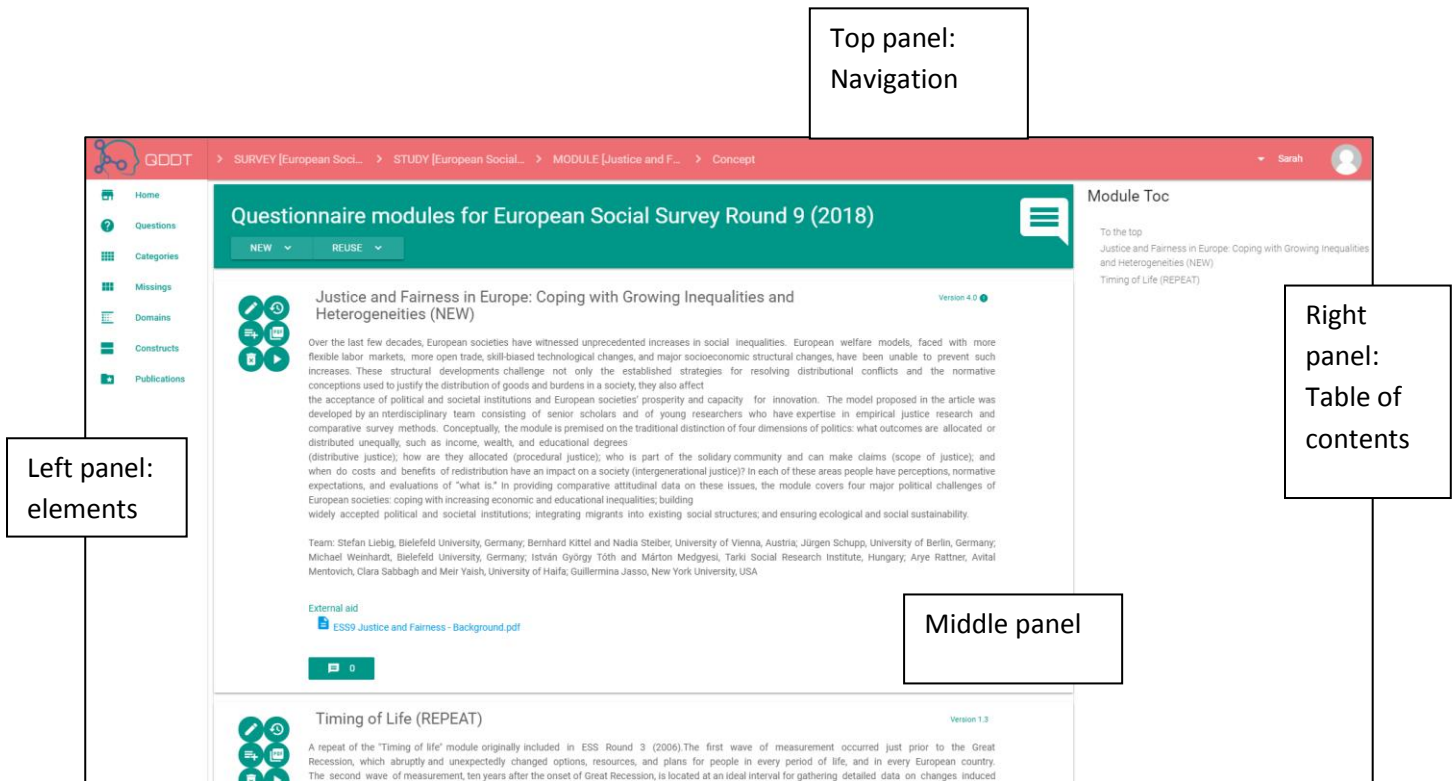 Top panel:
Navigation
QDDT
> SURVEY [European Soci... > STUDY [European Social... > MODULE [Justice and F... > Concept
Sarah
Home
Questions
Categories
Missings
Domains
Constructs
Publications
Left panel:
elements
Questionnaire modules for European Social Survey Round 9 (2018)
NEW REUSE
Justice and Fairness in Europe: Coping with Growing Inequalities and
Heterogeneities (NEW)
Version 4.0
Over the last few decades, European societies have witnessed unprecedented increases in social inequalities. European welfare models, faced with more
flexible labor markets, more open trade, skill-biased technological changes, and major socioeconomic structural changes, have been unable to prevent such
increases. These structural developments challenge not only the established strategies for resolving distributional conflicts and the normative
conceptions used to justify the distribution of goods and burdens in a society, they also affect
the acceptance of political and societal institutions and European societies' prosperity and capacity for innovation. The model proposed in the article was
developed by an nterdisciplinary team consisting of senior scholars and of young researchers who have expertise in empirical justice research and
comparative survey methods. Conceptually, the module is premised on the traditional distinction of four dimensions of politics: what outcomes are allocated or
distributed unequally, such as income, wealth, and educational degrees
(distributive justice); how are they allocated (procedural justice); who is part of the solidary community and can make claims (scope of justice); and
when do costs and benefits of redistribution have an impact on a society (intergenerational justice)? In each of these areas people have perceptions, normative
expectations, and evaluations of "what is." In providing comparative attitudinal data on these issues, the module covers four major political challenges of
European societies: coping with increasing economic and educational inequalities; building
widely accepted political and societal institutions; integrating migrants into existing social structures; and ensuring ecological and social sustainability.
Team: Stefan Liebig, Bielefeld University, Germany; Bernhard Kittel and Nadia Steiber, University of Vienna, Austria; Jürgen Schupp, University of Berlin, Germany;
Michael Weinhardt, Bielefeld University, Germany; István György Tóth and Márton Medgyesi, Tarki Social Research Institute, Hungary; Arye Rattner, Avital
Mentovich, Clara Sabbagh and Meir Yaish, University of Haifa; Guillermina Jasso, New York University, USA
External aid
ESS9 Justice and Fairness - Background.pdf
0
Middle panel
Timing of Life (REPEAT)
Version 1.3
A repeat of the "Timing of life" module originally included in ESS Round 3 (2006).The first wave of measurement occurred just prior to the Great
Recession, which abruptly and unexpectedly changed options, resources, and plans for people in every period of life, and in every European country.
The second wave of measurement, ten years after the onset of Great Recession, is located at an ideal interval for gathering detailed data on changes induced
Module Toc
To the top
Justice and Fairness in Europe: Coping with Growing Inequalities
and Heterogeneities (NEW)
Timing of Life (REPEAT)
Right
panel:
Table of
contents